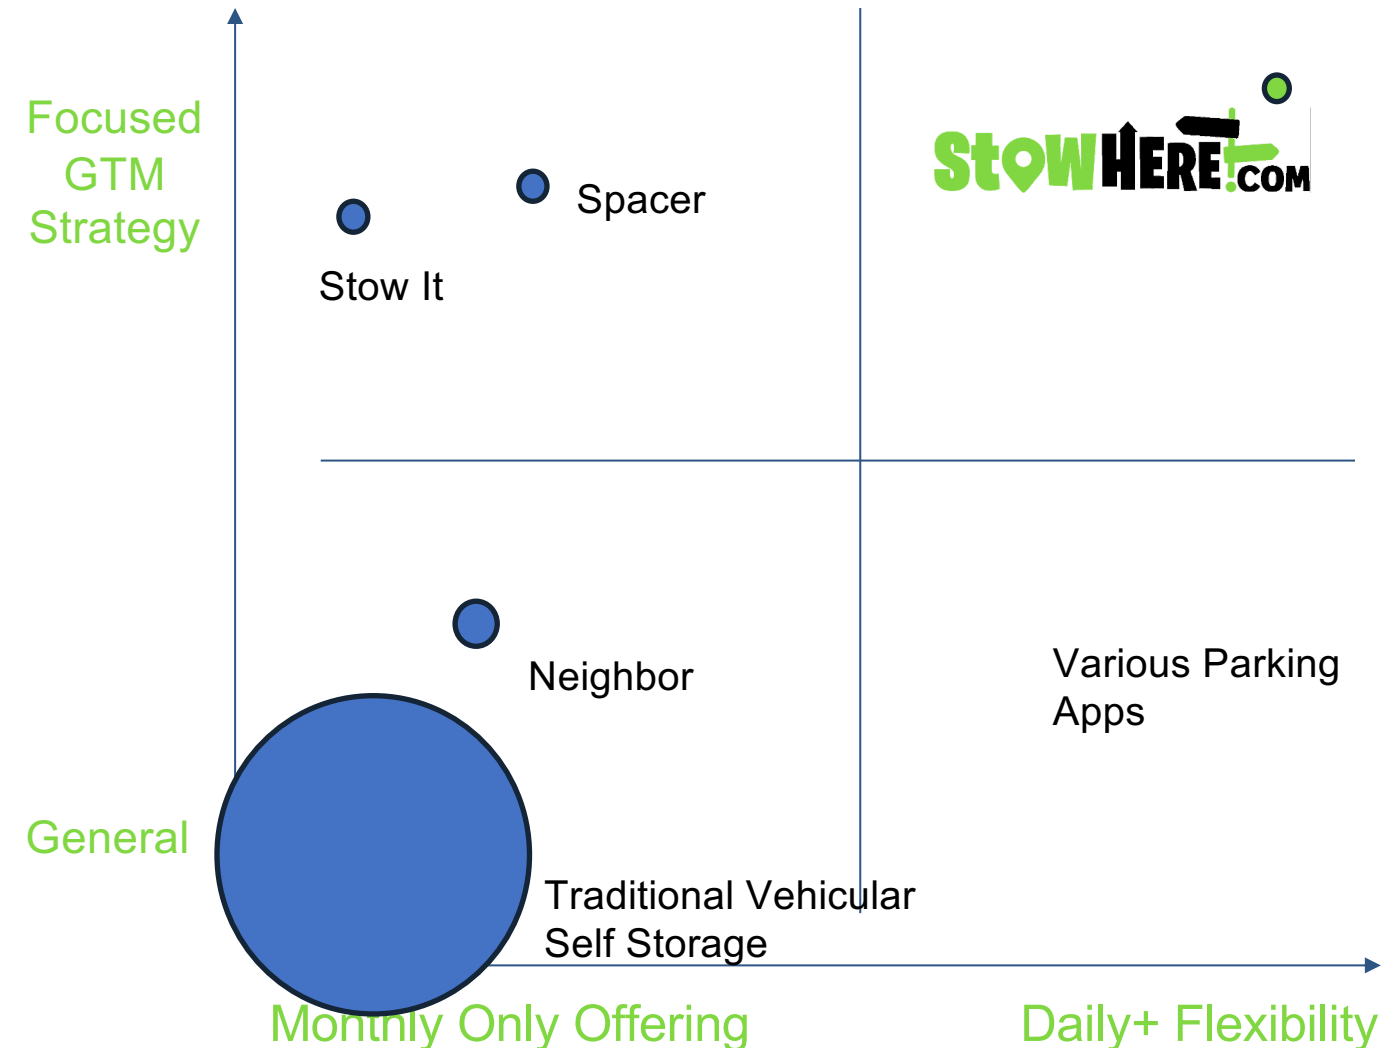 Focused
GTM
Strategy
StowHERE.COM
Spacer
Stow It
Neighbor
Various Parking
Apps
General
Traditional Vehicular
Self Storage
Monthly Only Offering
Daily+ Flexibility